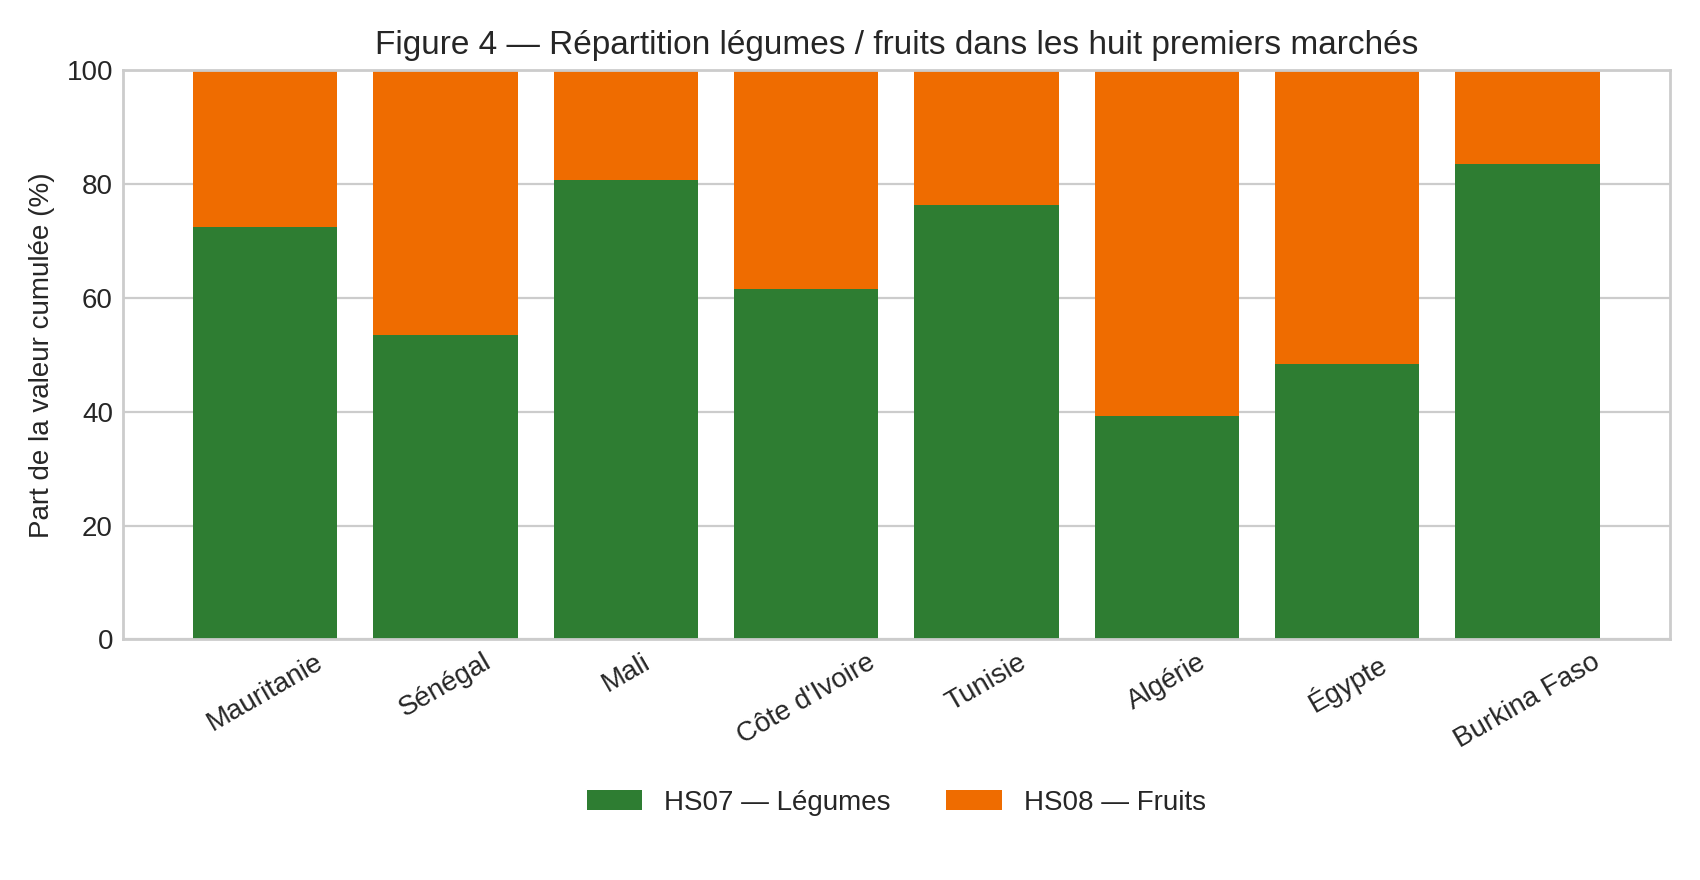 Figure 4 — Répartition légumes / fruits dans les huit premiers marchés
Part de la valeur cumulée (%)
100
80
60
40
20
0
Mauritanie
Sénégal
Mali
Côte d'Ivoire
Tunisie
Algérie
Égypte
Burkina Faso
HS07 — Légumes
HS08 — Fruits